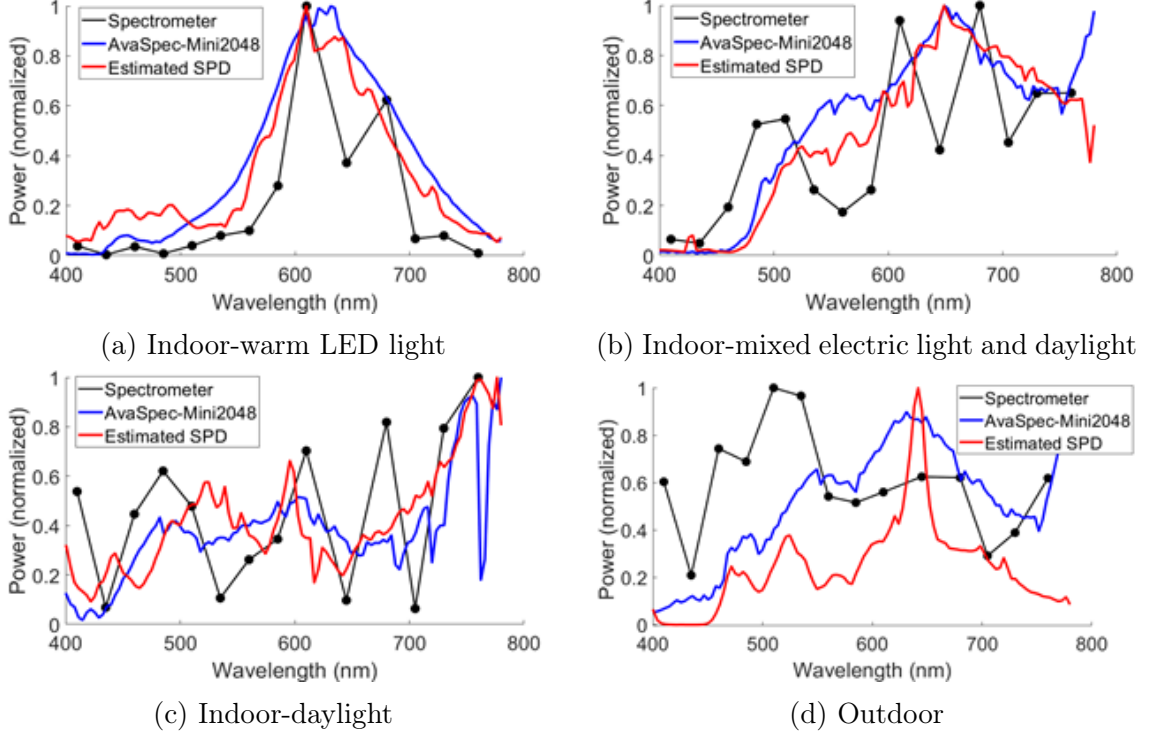 Power (normalized)
1
0.8
0.6
0.4
0.2
0
Spectrometer
AvaSpec-Mini2048
Estimated SPD
400 500 600 700 800
Wavelength (nm)
(a) Indoor-warm LED light
Power (normalized)
1
0.8
0.6
0.4
0.2
0
Spectrometer
AvaSpec-Mini2048
Estimated SPD
400 500 600 700 800
Wavelength (nm)
(b) Indoor-mixed electric light and daylight
Power (normalized)
1
0.8
0.6
0.4
0.2
0
Spectrometer
AvaSpec-Mini2048
Estimated SPD
400 500 600 700 800
Wavelength (nm)
(c) Indoor-daylight
Power (normalized)
1
0.8
0.6
0.4
0.2
0
Spectrometer
AvaSpec-Mini2048
Estimated SPD
400 500 600 700 800
Wavelength (nm)
(d) Outdoor